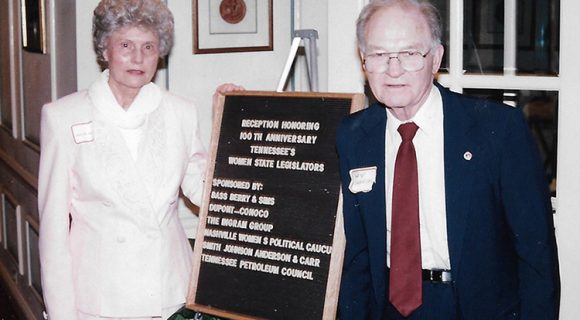 RECEPTION HONORING
100TH ANNIVERSARY
TENNESSEE'S
WOMEN STATE LEGISLATORS
SPONSORED BY:
BASS BERRY & SIMS
DUPONT--CONOCO
THE INGRAM GROUP
NASHVILLE WOMEN S POLITICAL CAUCU
SMITH JOHNSON ANDERSON & CARR
TENNESSEE PETROLEUM COUNCIL